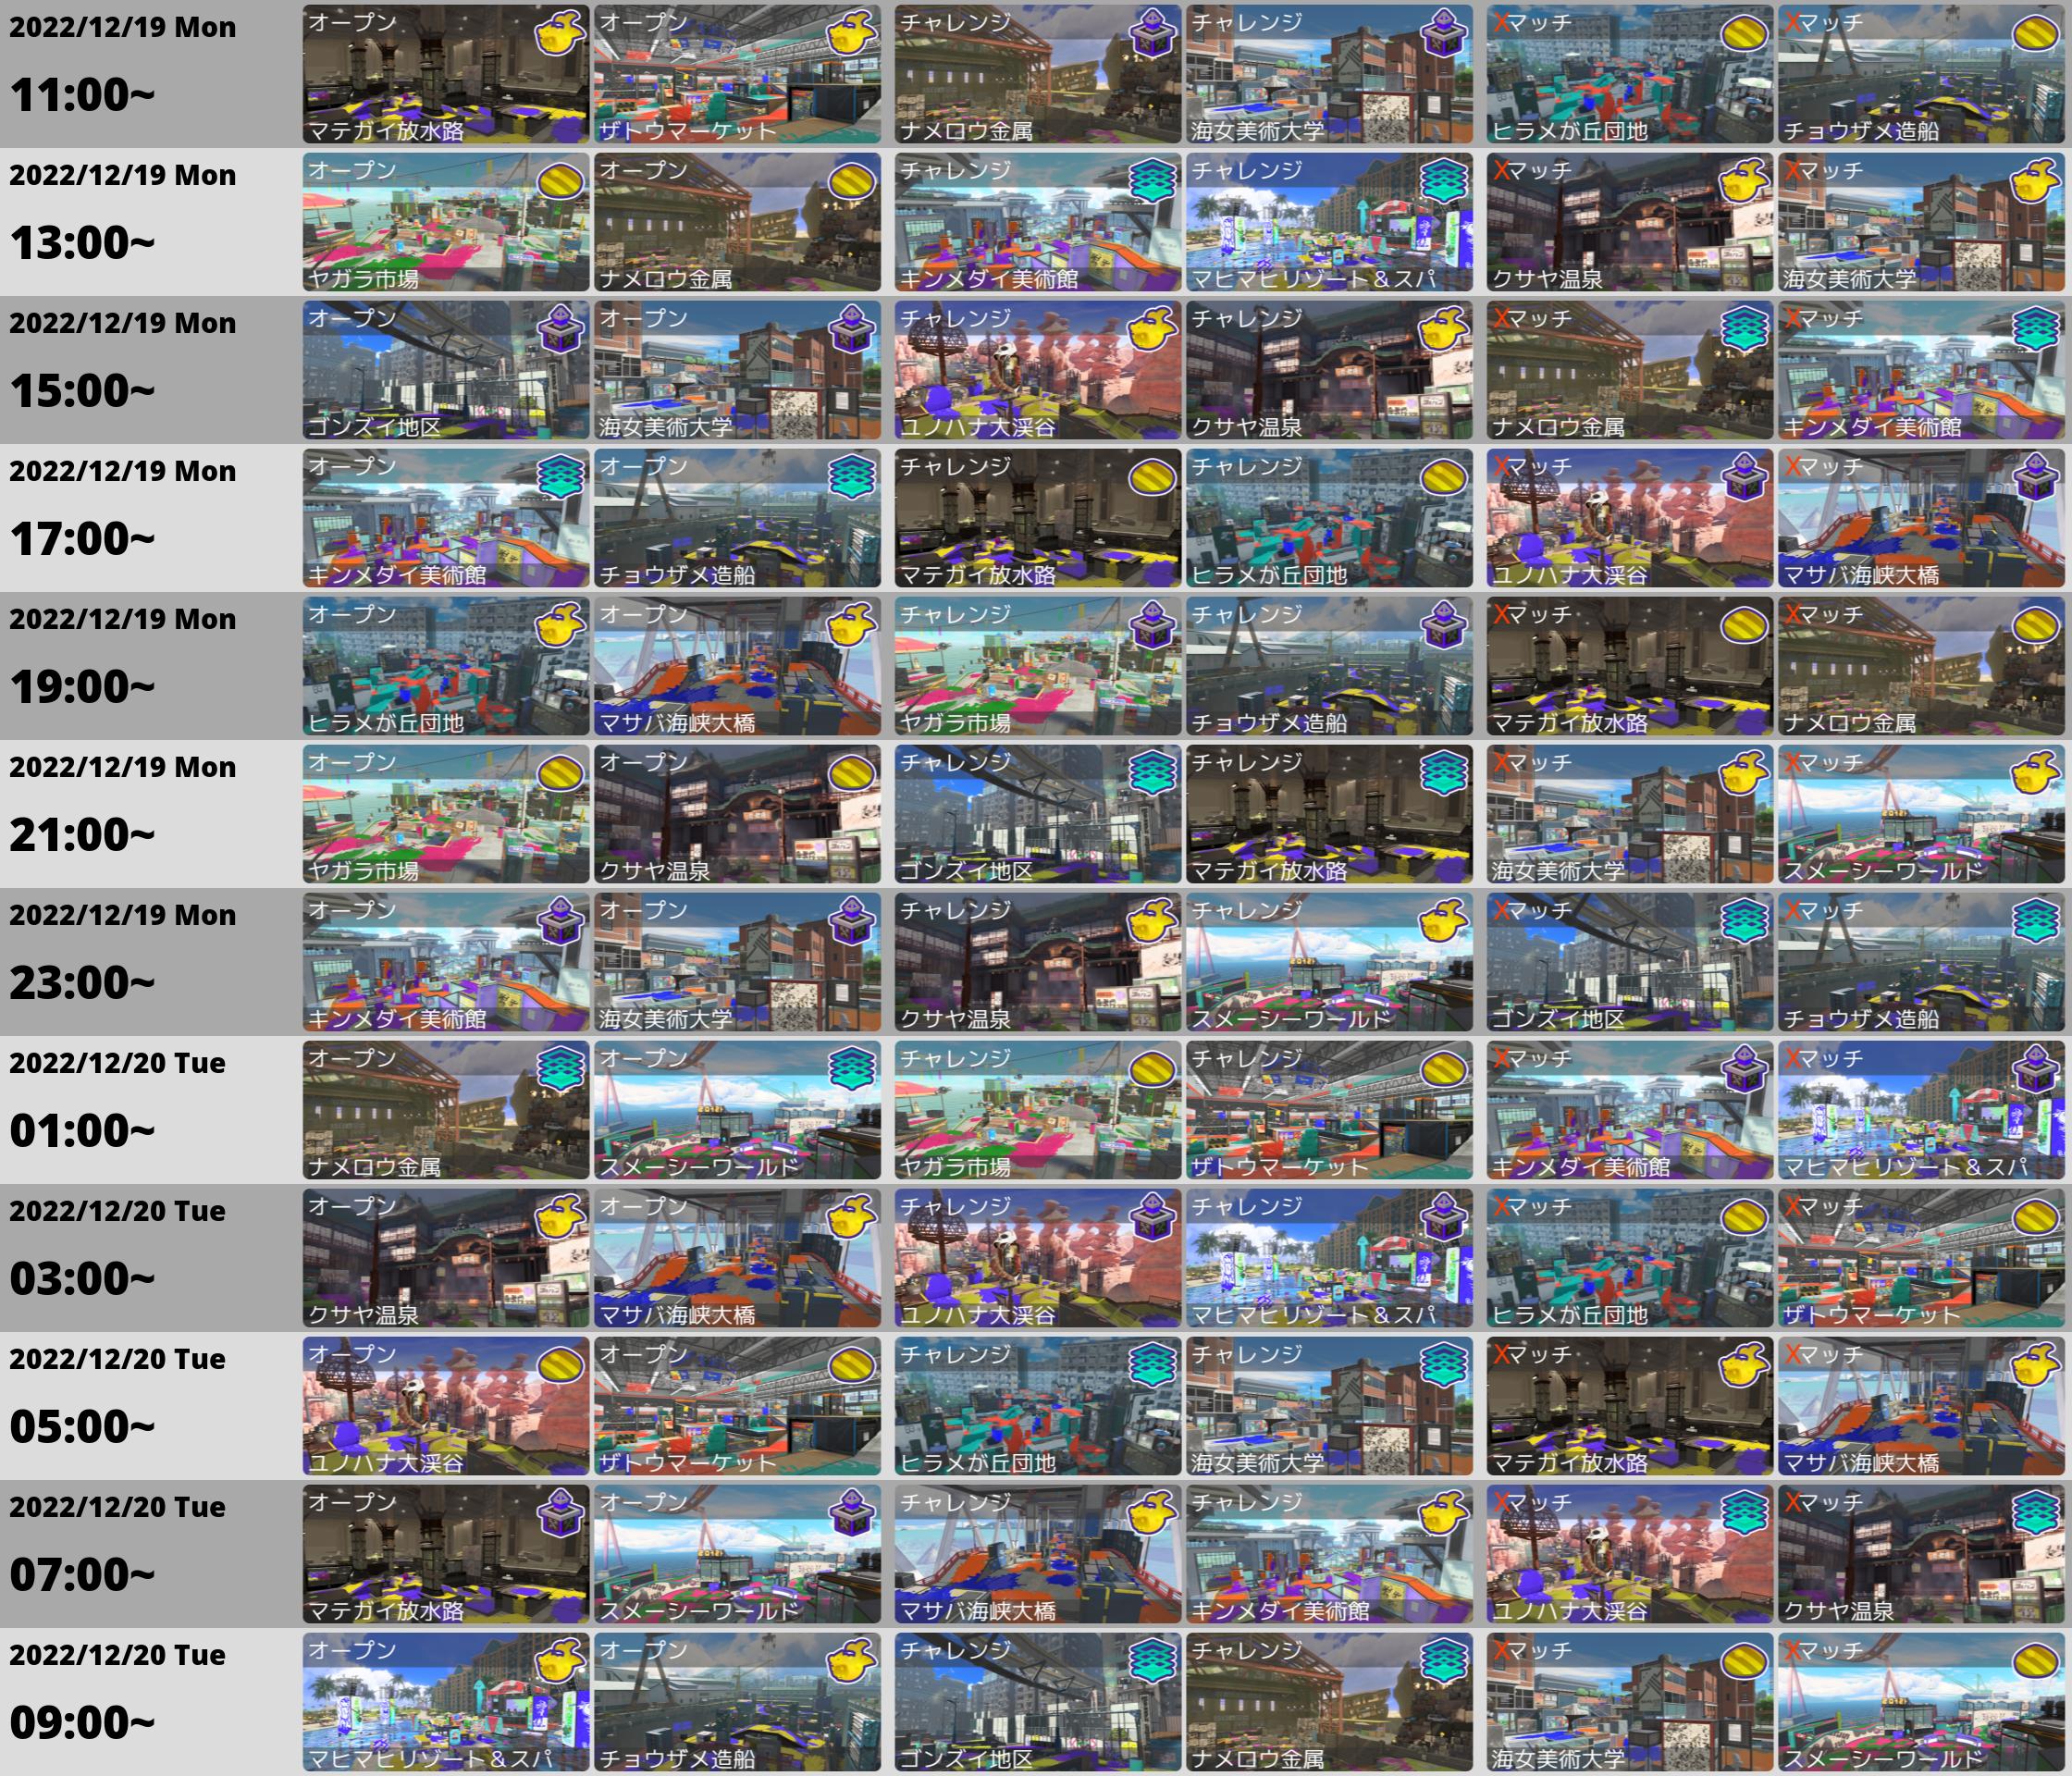 2022/12/19 Mon
11:00~
オープン オープン チャレンジ チャレンジ Xマッチ Xマッチ
マテガイ放水路 ザトウマーケット ナメロウ金属 海女美術大学 ヒラメが丘団地 チョウザメ造船
2022/12/19 Mon
13:00~
オープン オープン チャレンジ チャレンジ Xマッチ Xマッチ
ヤガラ市場 ナメロウ金属 キンメダイ美術館 マヒマヒリゾート＆スパ クサヤ温泉 海女美術大学
2022/12/19 Mon
15:00~
オープン オープン チャレンジ チャレンジ Xマッチ Xマッチ
ゴンズイ地区 海女美術大学 ユノハナ大渓谷 クサヤ温泉 ナメロウ金属 キンメダイ美術館
2022/12/19 Mon
17:00~
オープン オープン チャレンジ チャレンジ Xマッチ Xマッチ
キンメダイ美術館 チョウザメ造船 マテガイ放水路 ヒラメが丘団地 ユノハナ大渓谷 マサバ海峡大橋
2022/12/19 Mon
19:00~
オープン オープン チャレンジ チャレンジ Xマッチ Xマッチ
ヒラメが丘団地 マサバ海峡大橋 ヤガラ市場 チョウザメ造船 マテガイ放水路 ナメロウ金属
2022/12/19 Mon
21:00~
オープン オープン チャレンジ チャレンジ Xマッチ Xマッチ
ヤガラ市場 クサヤ温泉 ゴンズイ地区 マテガイ放水路 海女美術大学 スメーシーワールド
2022/12/19 Mon
23:00~
オープン オープン チャレンジ チャレンジ Xマッチ Xマッチ
キンメダイ美術館 海女美術大学 クサヤ温泉 スメーシーワールド ゴンズイ地区 チョウザメ造船
2022/12/20 Tue
01:00~
オープン オープン チャレンジ チャレンジ Xマッチ Xマッチ
ナメロウ金属 スメーシーワールド ヤガラ市場 ザトウマーケット キンメダイ美術館 マヒマヒリゾート＆スパ
2022/12/20 Tue
03:00~
オープン オープン チャレンジ チャレンジ Xマッチ Xマッチ
クサヤ温泉 マサバ海峡大橋 ユノハナ大渓谷 マヒマヒリゾート＆スパ ヒラメが丘団地 ザトウマーケット
2022/12/20 Tue
05:00~
オープン オープン チャレンジ チャレンジ Xマッチ Xマッチ
ユノハナ大渓谷 ザトウマーケット ヒラメが丘団地 海女美術大学 マテガイ放水路 マサバ海峡大橋
2022/12/20 Tue
07:00~
オープン オープン チャレンジ チャレンジ Xマッチ Xマッチ
マテガイ放水路 スメーシーワールド マサバ海峡大橋 キンメダイ美術館 ユノハナ大渓谷 クサヤ温泉
2022/12/20 Tue
09:00~
オープン オープン チャレンジ チャレンジ Xマッチ Xマッチ
マヒマヒリゾート＆スパ チョウザメ造船 ゴンズイ地区 ナメロウ金属 海女美術大学 スメーシーワールド